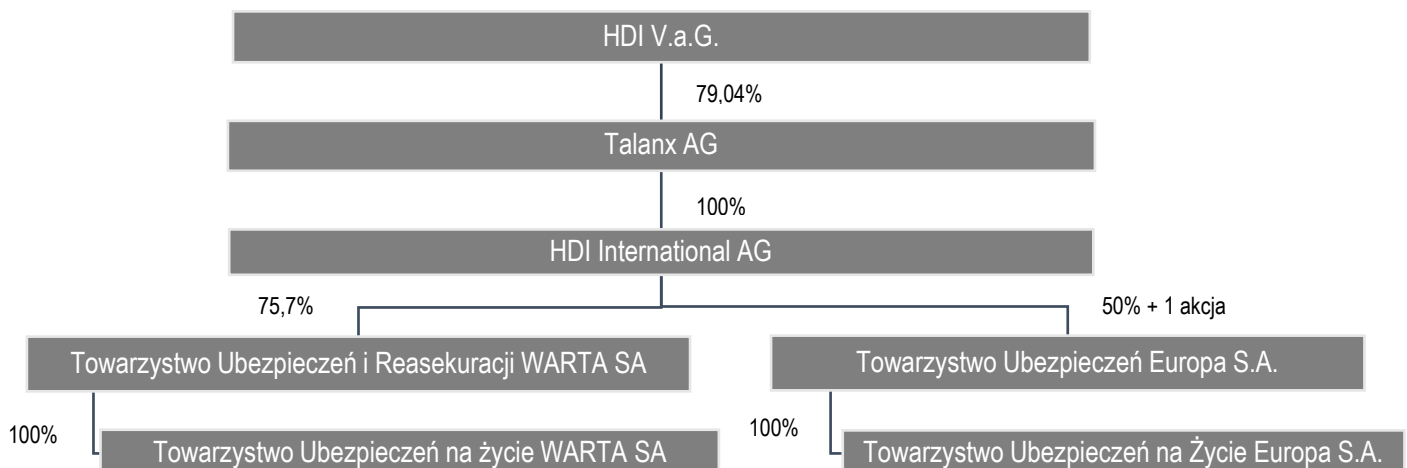 HDI V.a.G.
79,04%
Talanx AG
100%
HDI International AG
75,7%
50% + 1 akcja
Towarzystwo Ubezpieczeń i Reasekuracji WARTA SA
Towarzystwo Ubezpieczeń Europa S.A.
100%
Towarzystwo Ubezpieczeń na życie WARTA SA
100%
Towarzystwo Ubezpieczeń na Życie Europa S.A.